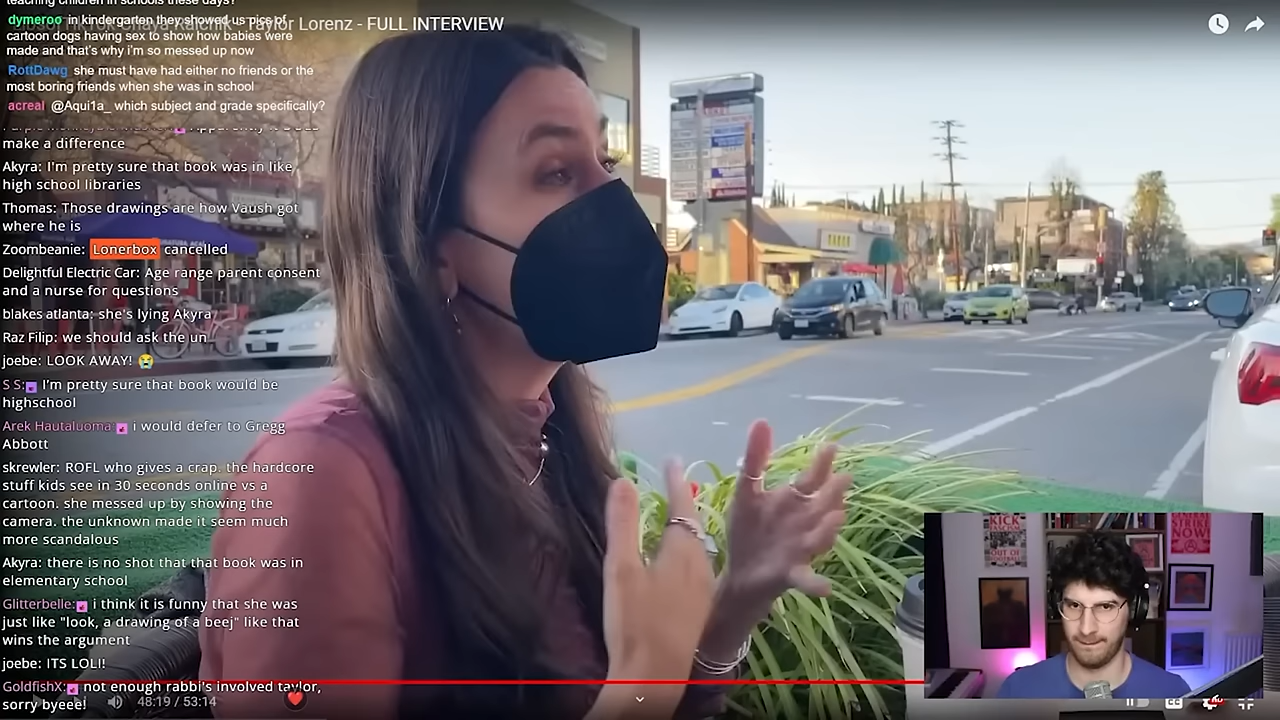 teaching children in schools these days?
Taylor Lorenz - FULL INTERVIEW
dymeroo in kindergarten they showed us pics of
cartoon dogs having sex to show how babies were
made and that's why i'm so messed up now
RottDawg she must have had either no friends or the
most boring friends when she was in school
acreal @Aqui1a_ which subject and grade specifically?
make a difference
Akyra: I'm pretty sure that book was in like
high school libraries
Thomas: Those drawings are how Vaush got
where he is
Zoombeanie: Lonerbox cancelled
Delightful Electric Car: Age range parent consent
and a nurse for questions
blakes atlanta: she's lying Akyra
Raz Filip: we should ask the un
joebe: LOOK AWAY! 😭
S S: I'm pretty sure that book would be
highschool
Arek Hautaluoma: i would defer to Gregg
Abbott
skrewler: ROFL who gives a crap. the hardcore
stuff kids see in 30 seconds online vs a
cartoon. she messed up by showing the
camera. the unknown made it seem much
more scandalous
Akyra: there is no shot that that book was in
elementary school
Glitterbelle: i think it is funny that she was
just like "look, a drawing of a beej" like that
wins the argument
joebe: ITS LOLI!
GoldfishX: not enough rabbi's involved taylor,
sorry byeee!
48:19 / 53:14
KICK
FASCISM
OUT OF
FOOTBALL
STRIKE
NOW!
CC